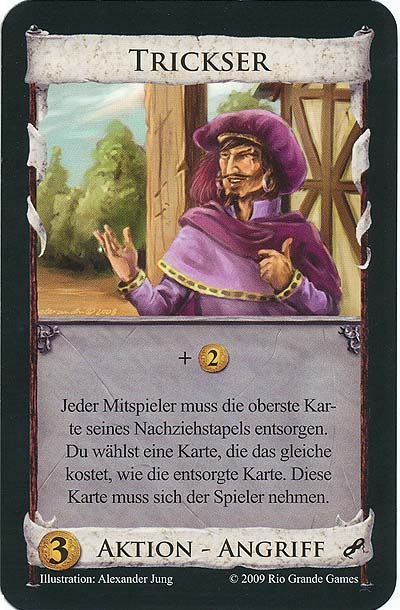 TRICKSER
© 2008
+ 2
Jeder Mitspieler muss die oberste Kar-
te seines Nachziehstapels entsorgen.
Du wählst eine Karte, die das gleiche
kostet, wie die entsorgte Karte. Diese
Karte muss sich der Spieler nehmen.
3 AKTION - ANGRIFF
Illustration: Alexander Jung © 2009 Rio Grande Games